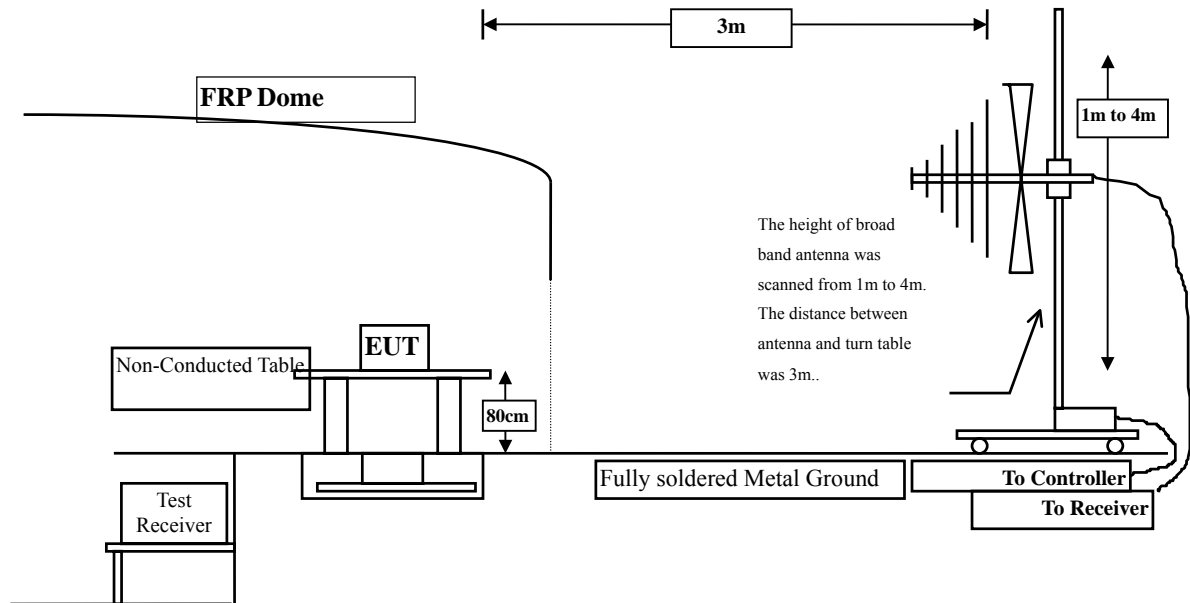 3m
FRP Dome
1m to 4m
The height of broad
band antenna was
scanned from 1m to 4m.
The distance between
antenna and turn table
was 3m..
EUT
Non-Conducted Table
80cm
Fully soldered Metal Ground
To Controller
Test
Receiver
To Receiver